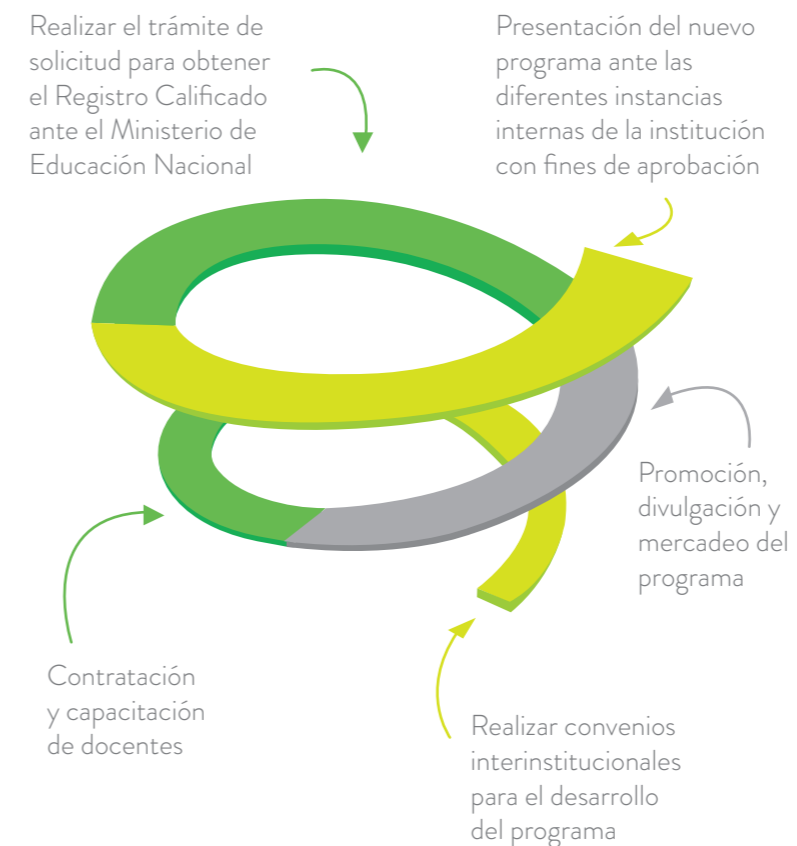 Realizar el trámite de
solicitud para obtener
el Registro Calificado
ante el Ministerio de
Educación Nacional
Presentación del nuevo
programa ante las
diferentes instancias
internas de la institución
con fines de aprobación
Promoción,
divulgación y
mercadeo del
programa
Contratación
y capacitación
de docentes
Realizar convenios
interinstitucionales
para el desarrollo
del programa